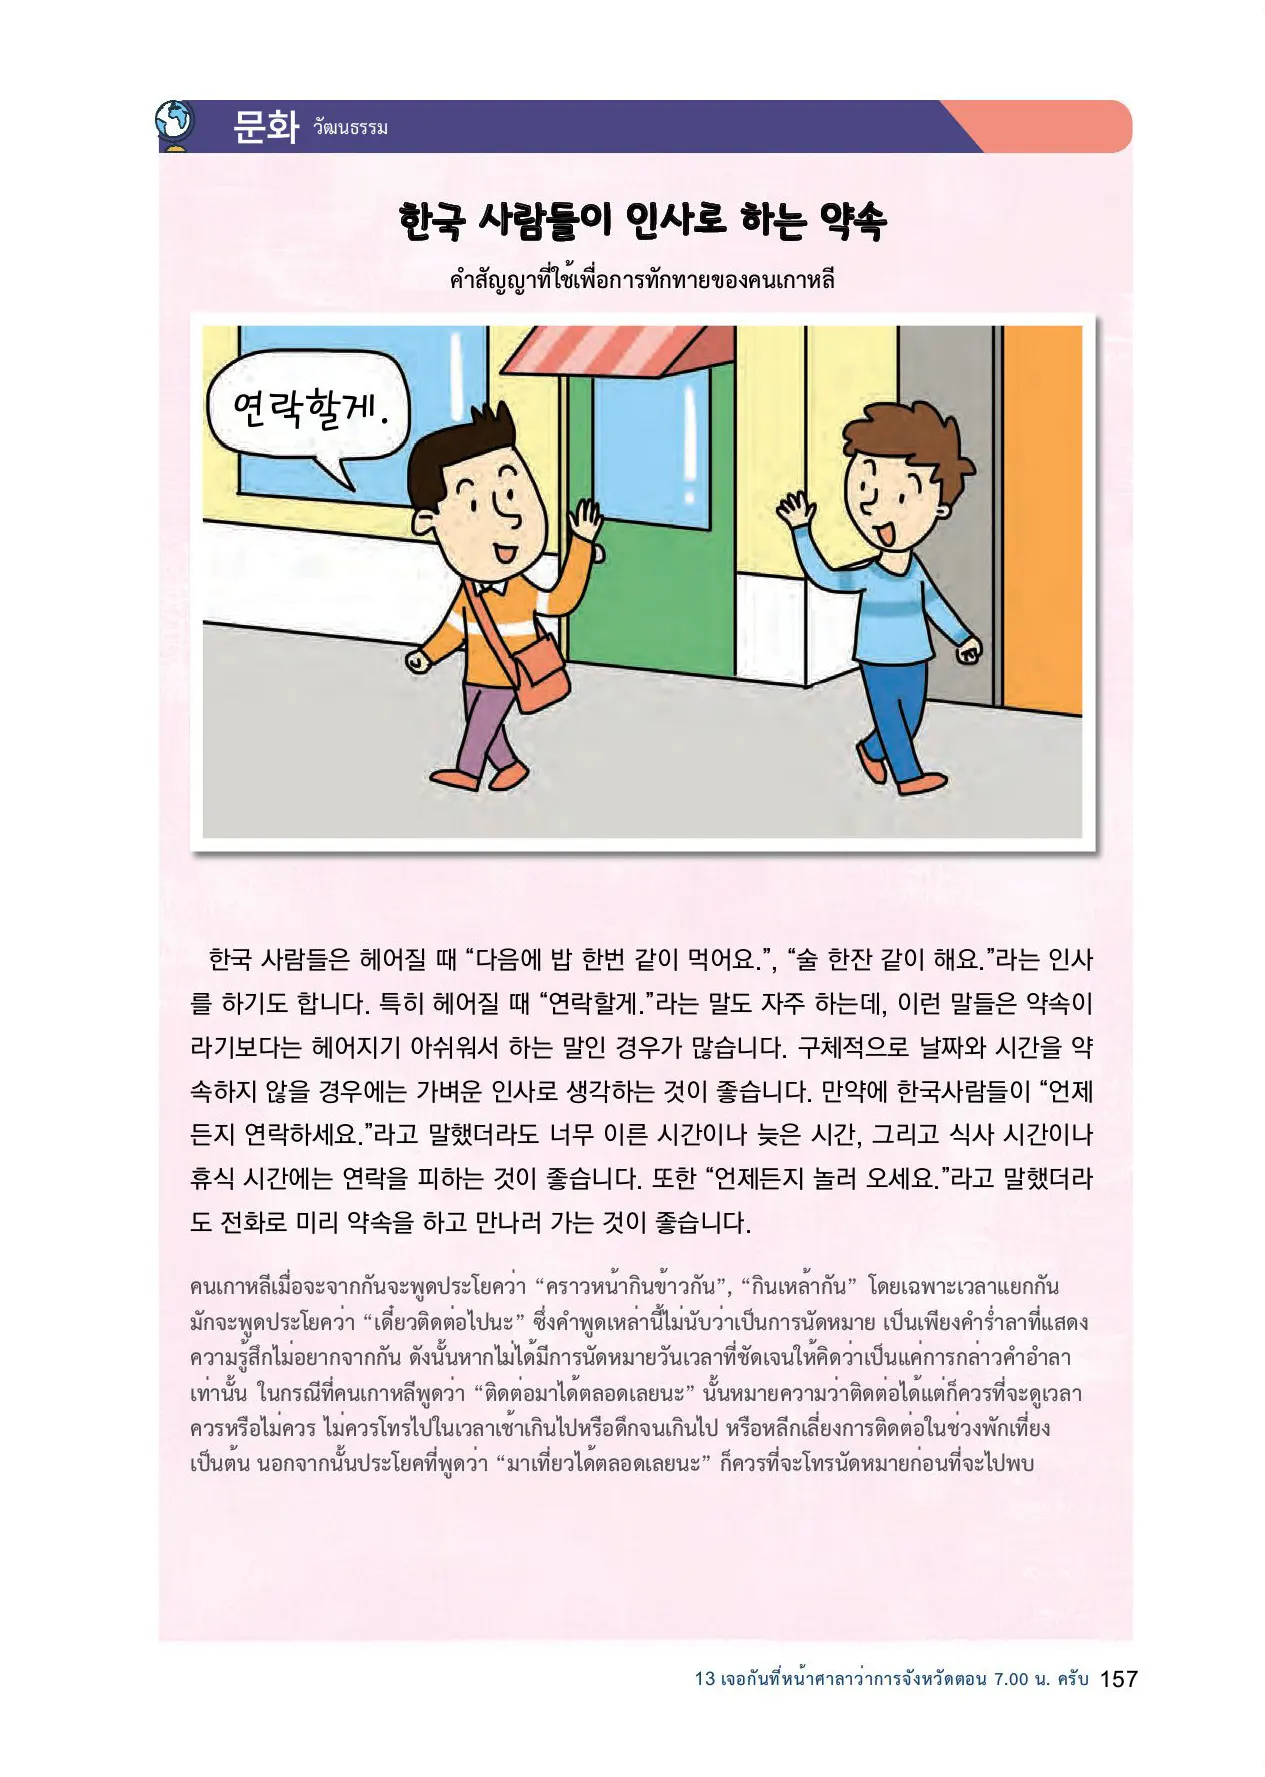 문화 วัฒนธรรม
한국 사람들이 인사로 하는 약속
คำสัญญาที่ใช้เพื่อการทักทายของคนเกาหลี
연락할게.
한국 사람들은 헤어질 때 “다음에 밥 한번 같이 먹어요.”, “술 한잔 같이 해요.”라는 인사
를 하기도 합니다. 특히 헤어질 때 “연락할게.”라는 말도 자주 하는데, 이런 말들은 약속이
라기보다는 헤어지기 아쉬워서 하는 말인 경우가 많습니다. 구체적으로 날짜와 시간을 약
속하지 않을 경우에는 가벼운 인사로 생각하는 것이 좋습니다. 만약에 한국사람들이 “언제
든지 연락하세요.”라고 말했더라도 너무 이른 시간이나 늦은 시간, 그리고 식사 시간이나
휴식 시간에는 연락을 피하는 것이 좋습니다. 또한 “언제든지 놀러 오세요.”라고 말했더라
도 전화로 미리 약속을 하고 만나러 가는 것이 좋습니다.
คนเกาหลีเมื่อจะจากกันจะพูดประโยคว่า “คราวหน้ากินข้าวกัน”, “กินเหล้ากัน” โดยเฉพาะเวลาแยกกัน
มักจะพูดประโยคว่า “เดี๋ยวติดต่อไปนะ” ซึ่งคำพูดเหล่านี้ไม่นับว่าเป็นการนัดหมาย เป็นเพียงคำร่ำลาที่แสดง
ความรู้สึกไม่อยากจากกัน ดังนั้นหากไม่ได้มีการนัดหมายวันเวลาที่ชัดเจนให้คิดว่าเป็นแค่การกล่าวคำอำลา
เท่านั้น ในกรณีที่คนเกาหลีพูดว่า “ติดต่อมาได้ตลอดเลยนะ” นั้นหมายความว่าติดต่อได้แต่ก็ควรที่จะดูเวลา
ควรหรือไม่ควร ไม่ควรโทรไปในเวลาเช้าเกินไปหรือดึกจนเกินไป หรือหลีกเลี่ยงการติดต่อในช่วงพักเที่ยง
เป็นต้น นอกจากนั้นประโยคที่พูดว่า “มาเที่ยวได้ตลอดเลยนะ” ก็ควรที่จะโทรนัดหมายก่อนที่จะไปพบ
13 เจอกันที่หน้าศาลาว่าการจังหวัดตอน 7.00 น. ครับ 157